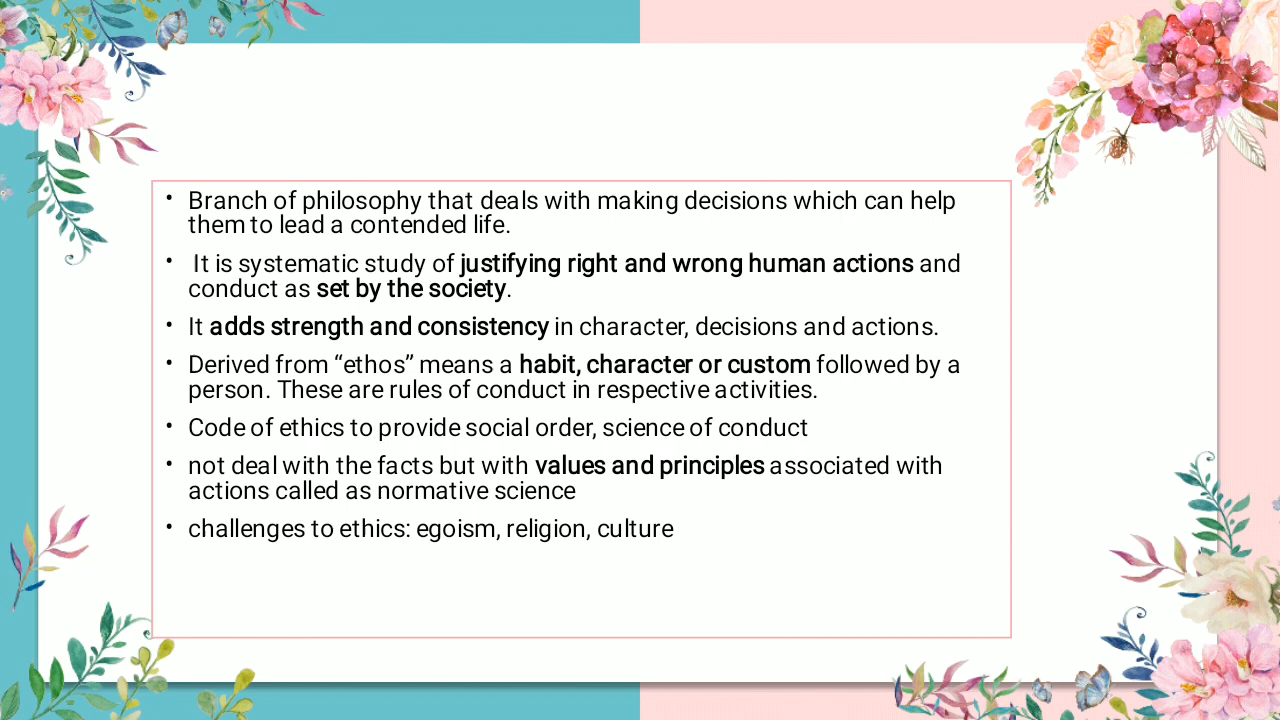 • Branch of philosophy that deals with making decisions which can help
them to lead a contended life.
• It is systematic study of justifying right and wrong human actions and
conduct as set by the society.
• It adds strength and consistency in character, decisions and actions.
• Derived from “ethos” means a habit, character or custom followed by a
person. These are rules of conduct in respective activities.
• Code of ethics to provide social order, science of conduct
• not deal with the facts but with values and principles associated with
actions called as normative science
• challenges to ethics: egoism, religion, culture